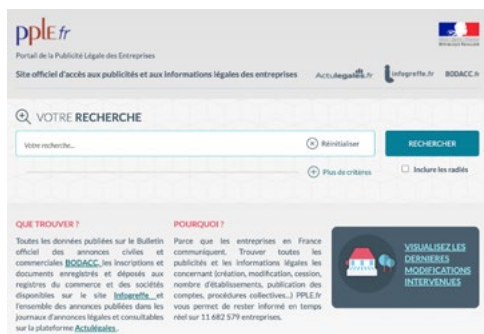 pple.fr
Portail de la Publicité Légale des Entreprises
Site officiel d'accès aux publicités et aux informations légales des entreprises
Actulegales.fr
infogreffe.fr
BODACC.fr
RÉPUBLIQUE FRANÇAISE
VOTRE RECHERCHE
Votre recherche...
Réinitialiser
RECHERCHER
Plus de critères
Inclure les radiés
QUE TROUVER ?
Toutes les données publiées sur le Bulletin
officiel des annonces civiles et
commerciales BODACC, les inscriptions et
documents enregistrés et déposés aux
registres du commerce et des sociétés
disponibles sur le site Infogreffe et
l'ensemble des annonces publiées dans les
journaux d'annonces légales et consultables
sur la plateforme Actulégales.
POURQUOI ?
Parce que les entreprises en France
communiquent. Trouver toutes les
publicités et les informations légales les
concernant (création, modification, cession,
nombre d'établissements, publication des
comptes, procédures collectives...) PPLE.fr
vous permet de rester informé en temps
réel sur 11 682 579 entreprises.
VISUALISEZ LES
DERNIERES
MODIFICATIONS
INTERVENUES